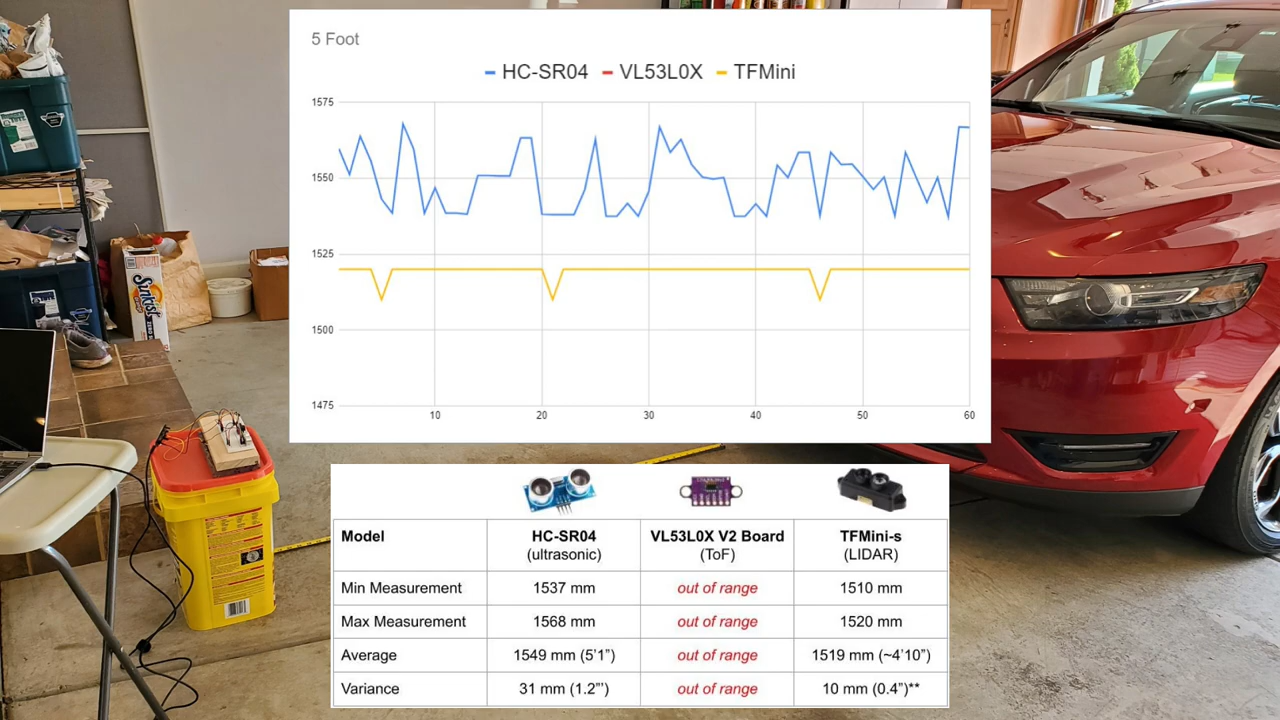 5 Foot
HC-SR04 VL53L0X TFMini
1575
1550
1525
1500
1475
10 20 30 40 50 60
Sunkist
Model HC-SR04 (ultrasonic) VL53L0X V2 Board (ToF) TFMini-s (LIDAR)
Min Measurement 1537 mm out of range 1510 mm
Max Measurement 1568 mm out of range 1520 mm
Average 1549 mm (5'1") out of range 1519 mm (~4'10")
Variance 31 mm (1.2"') out of range 10 mm (0.4")**